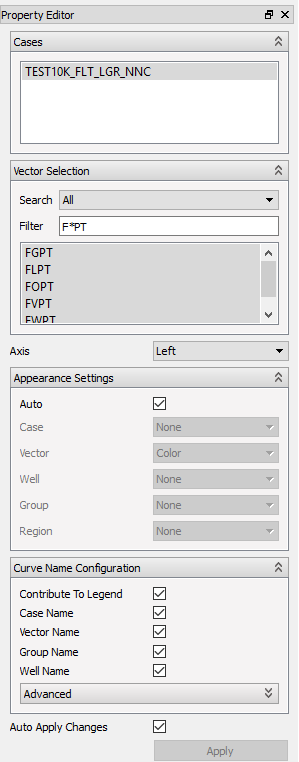 Property Editor
Cases
TEST10K_FLT_LGR_NNC
Vector Selection
Search All
Filter F*PT
FGPT
FLPT
FOPT
FVPT
FWPT
Axis Left
Appearance Settings
Auto
Case None
Vector Color
Well None
Group None
Region None
Curve Name Configuration
Contribute To Legend
Case Name
Vector Name
Group Name
Well Name
Advanced
Auto Apply Changes
Apply